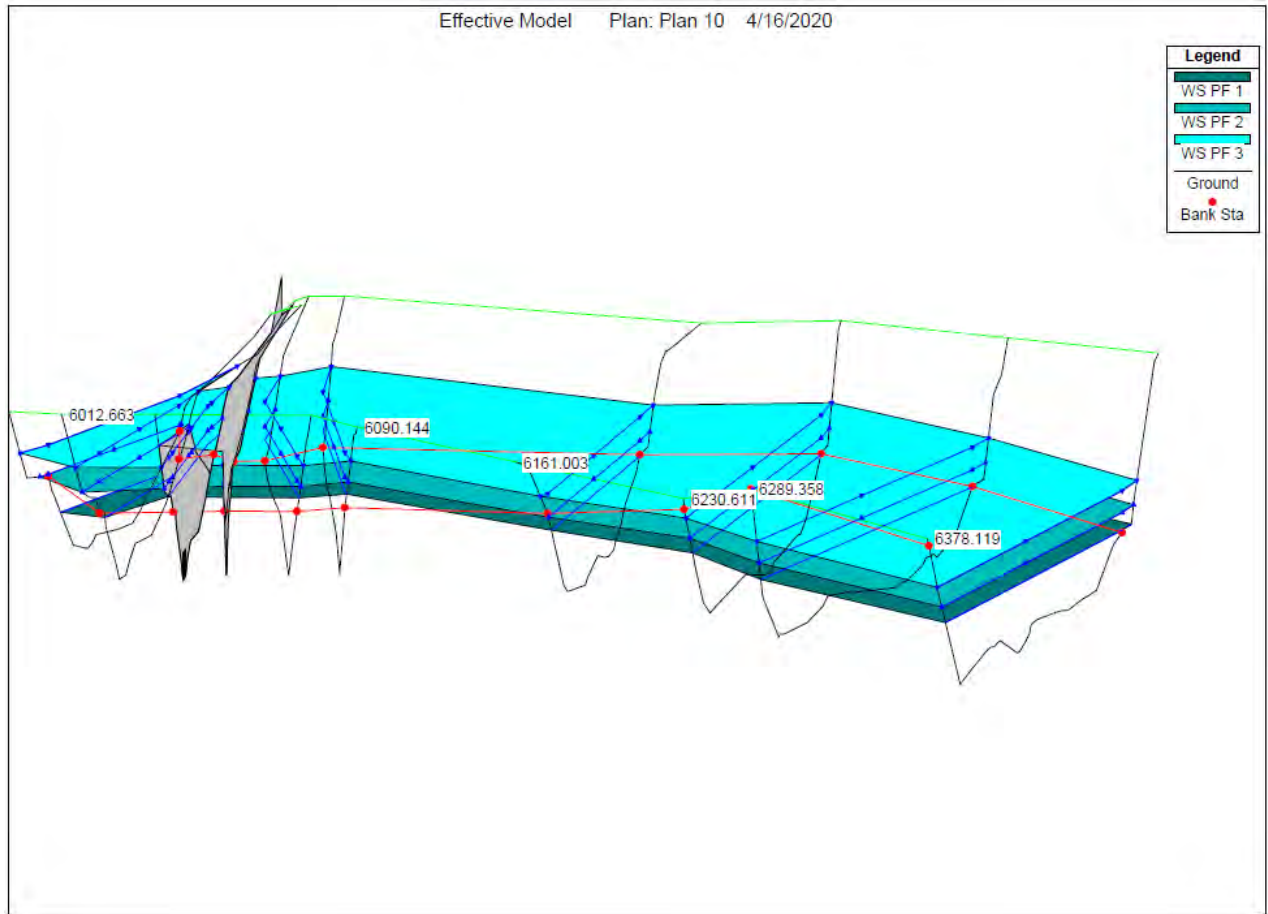 Effective Model Plan: Plan 10 4/16/2020
Legend
WS PF 1
WS PF 2
WS PF 3
Ground
Bank Sta
6012.663
6090.144
6161.003
6230.611
6289.358
6378.119